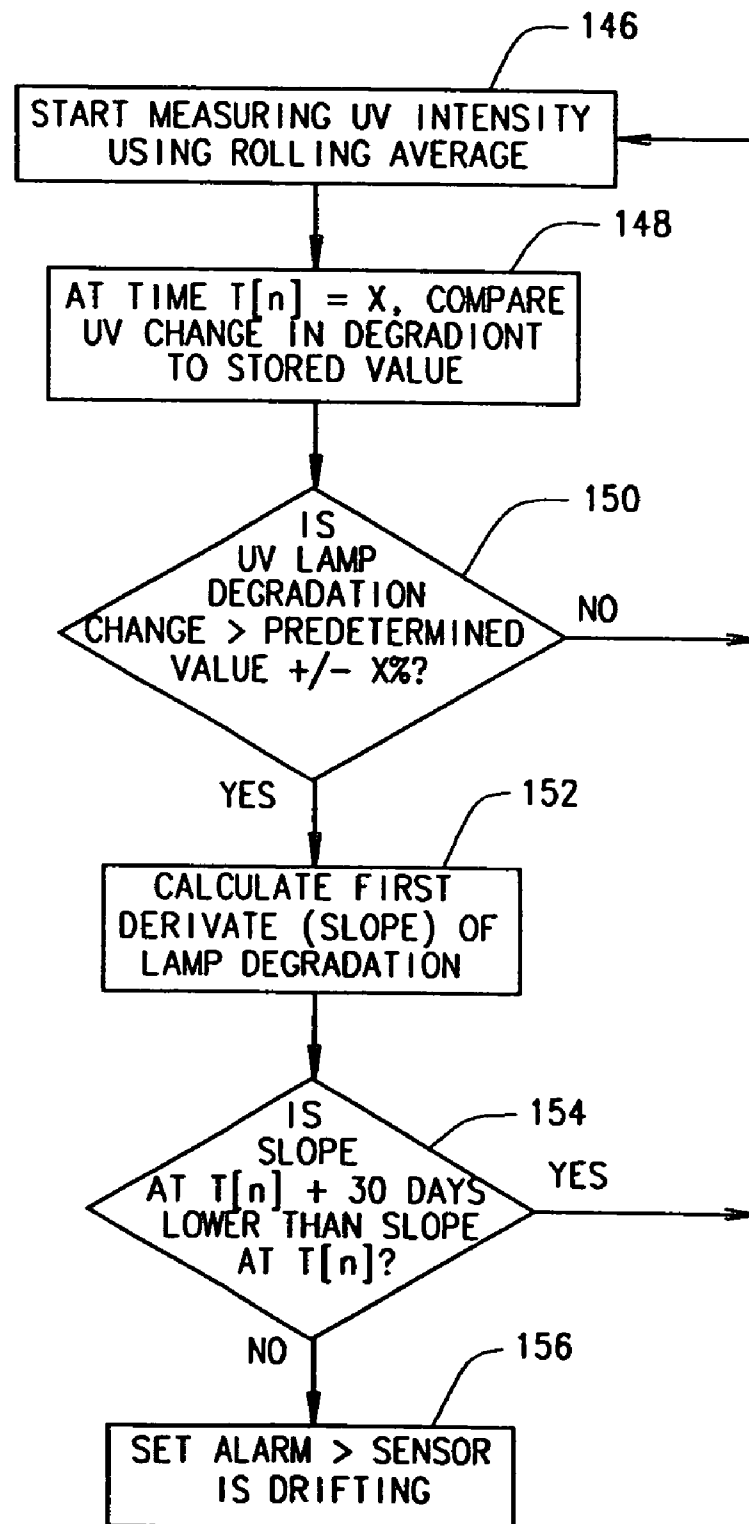 146
START MEASURING UV INTENSITY
USING ROLLING AVERAGE
148
AT TIME T[n] = X, COMPARE
UV CHANGE IN DEGRADIONT
TO STORED VALUE
150
IS
UV LAMP
DEGRADATION
CHANGE > PREDETERMINED
VALUE +/- X%?
NO
YES
152
CALCULATE FIRST
DERIVATE (SLOPE) OF
LAMP DEGRADATION
154
IS
SLOPE
AT T[n] + 30 DAYS
LOWER THAN SLOPE
AT T[n]?
YES
NO
156
SET ALARM > SENSOR
IS DRIFTING